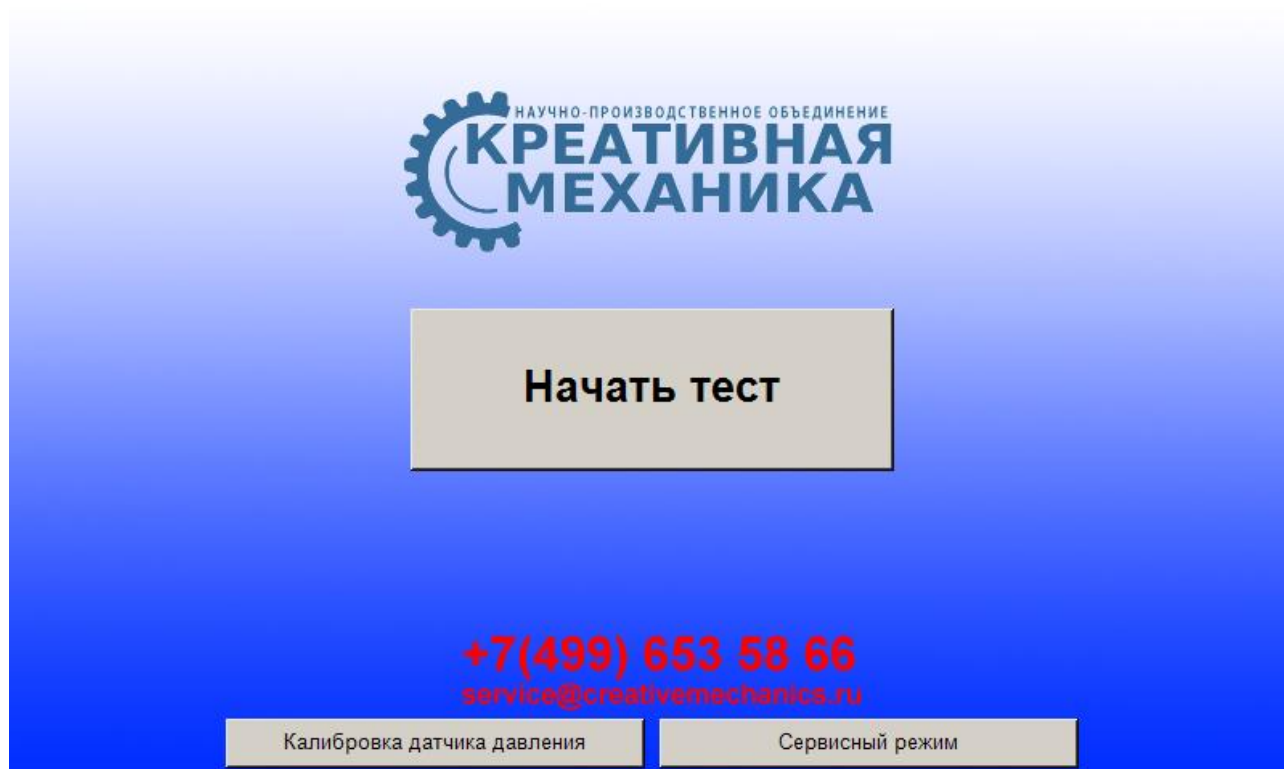 НАУЧНО-ПРОИЗВОДСТВЕННОЕ ОБЪЕДИНЕНИЕ
КРЕАТИВНАЯ
МЕХАНИКА
Начать тест
+7(499) 653 58 66
service@creativemechanics.ru
Калибровка датчика давления
Сервисный режим